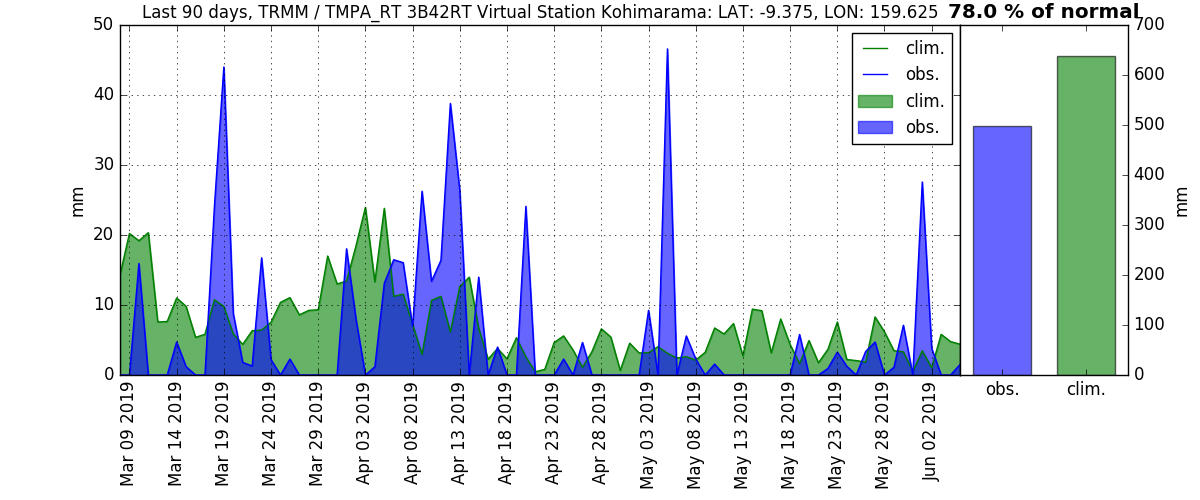 Last 90 days, TRMM / TMPA_RT 3B42RT Virtual Station Kohimarama: LAT: -9.375, LON: 159.625
78.0 % of normal
50
40
30
20
10
0
mm
clim.
obs.
clim.
obs.
700
600
500
400
300
200
100
0
mm
Mar 09 2019
Mar 14 2019
Mar 19 2019
Mar 24 2019
Mar 29 2019
Apr 03 2019
Apr 08 2019
Apr 13 2019
Apr 18 2019
Apr 23 2019
Apr 28 2019
May 03 2019
May 08 2019
May 13 2019
May 18 2019
May 23 2019
May 28 2019
Jun 02 2019
obs.
clim.